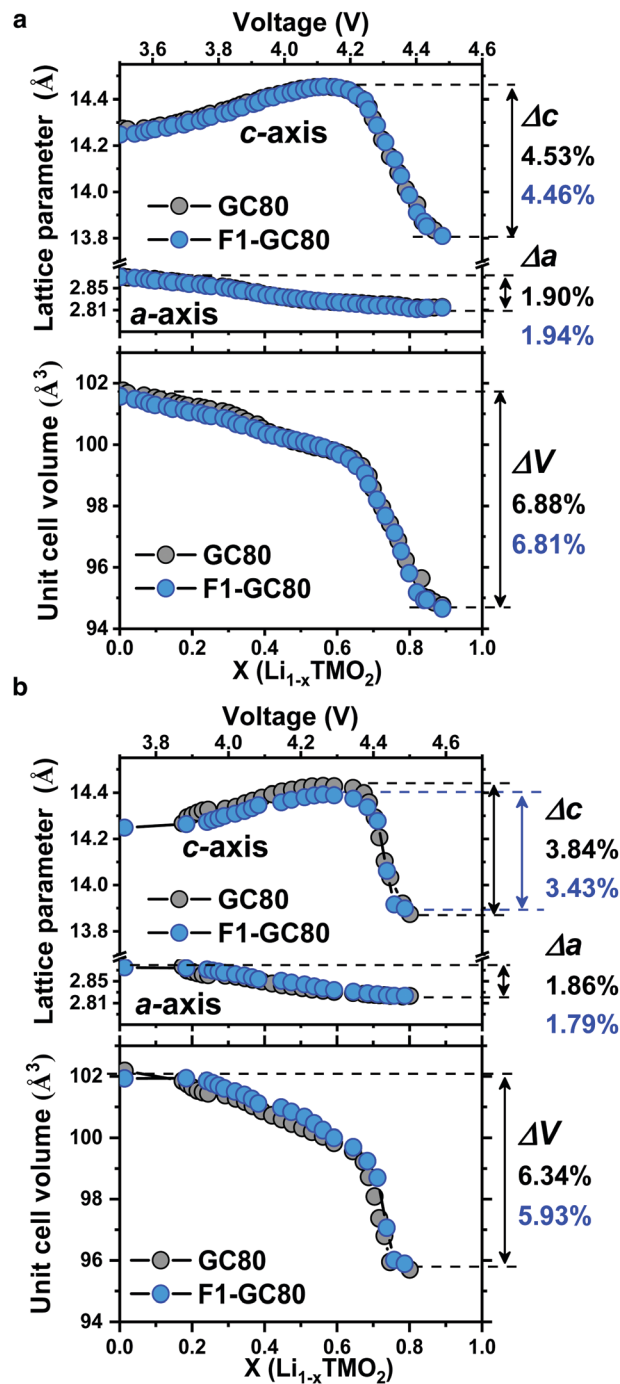 a
Voltage (V)
3.6 3.8 4.0 4.2 4.4 4.6
Lattice parameter (Å)
14.4
14.2
14.0
13.8
2.85
2.81
c-axis
GC80
F1-GC80
a-axis
Δc
4.53%
4.46%
Δa
1.90%
1.94%
Unit cell volume (Å3)
102
100
98
96
94
GC80
F1-GC80
ΔV
6.88%
6.81%
0.0 0.2 0.4 0.6 0.8 1.0
X (Li1-xTMO2)
b
Voltage (V)
3.8 4.0 4.2 4.4 4.6
Lattice parameter (Å)
14.4
14.2
14.0
13.8
2.85
2.81
c-axis
GC80
F1-GC80
a-axis
Δc
3.84%
3.43%
Δa
1.86%
1.79%
Unit cell volume (Å3)
102
100
98
96
94
GC80
F1-GC80
ΔV
6.34%
5.93%
0.0 0.2 0.4 0.6 0.8 1.0
X (Li1-xTMO2)